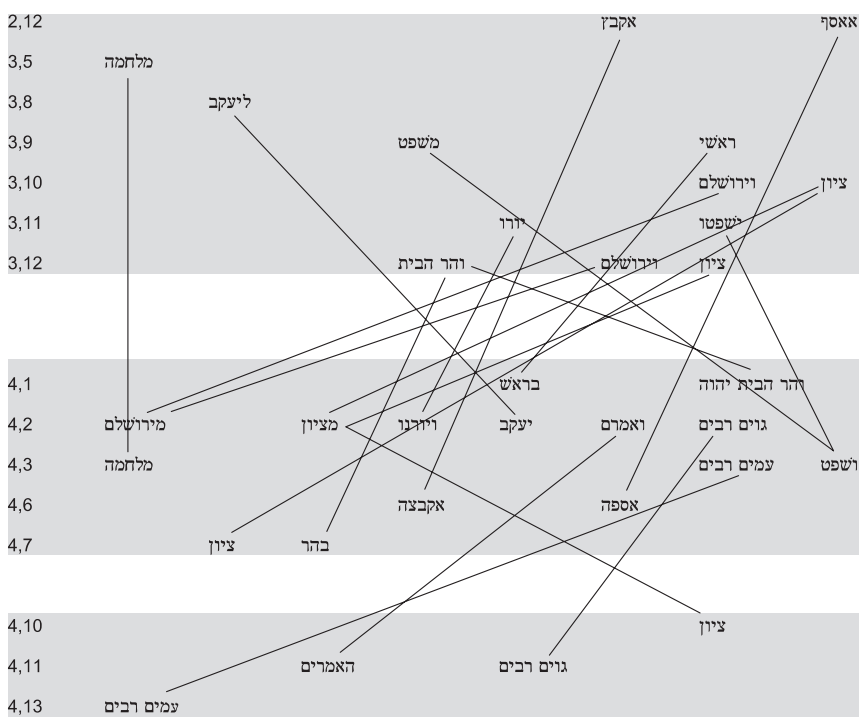 2,12 אאסף אקבץ
3,5 מלחמה
3,8 ליעקב
3,9 ראשי משפט
3,10 ציון וירושלם
3,11 ישפטו יורו
3,12 ציון וירושלם והר הבית
4,1 והר הבית יהוה בראש
4,2 גוים רבים ואמרם יעקב ויורנו מציון מירושלם
4,3 ושפט עמים רבים מלחמה
4,6 אספה אקבצה
4,7 בהר ציון
4,10 ציון
4,11 גוים רבים האמרים
4,13 עמים רבים